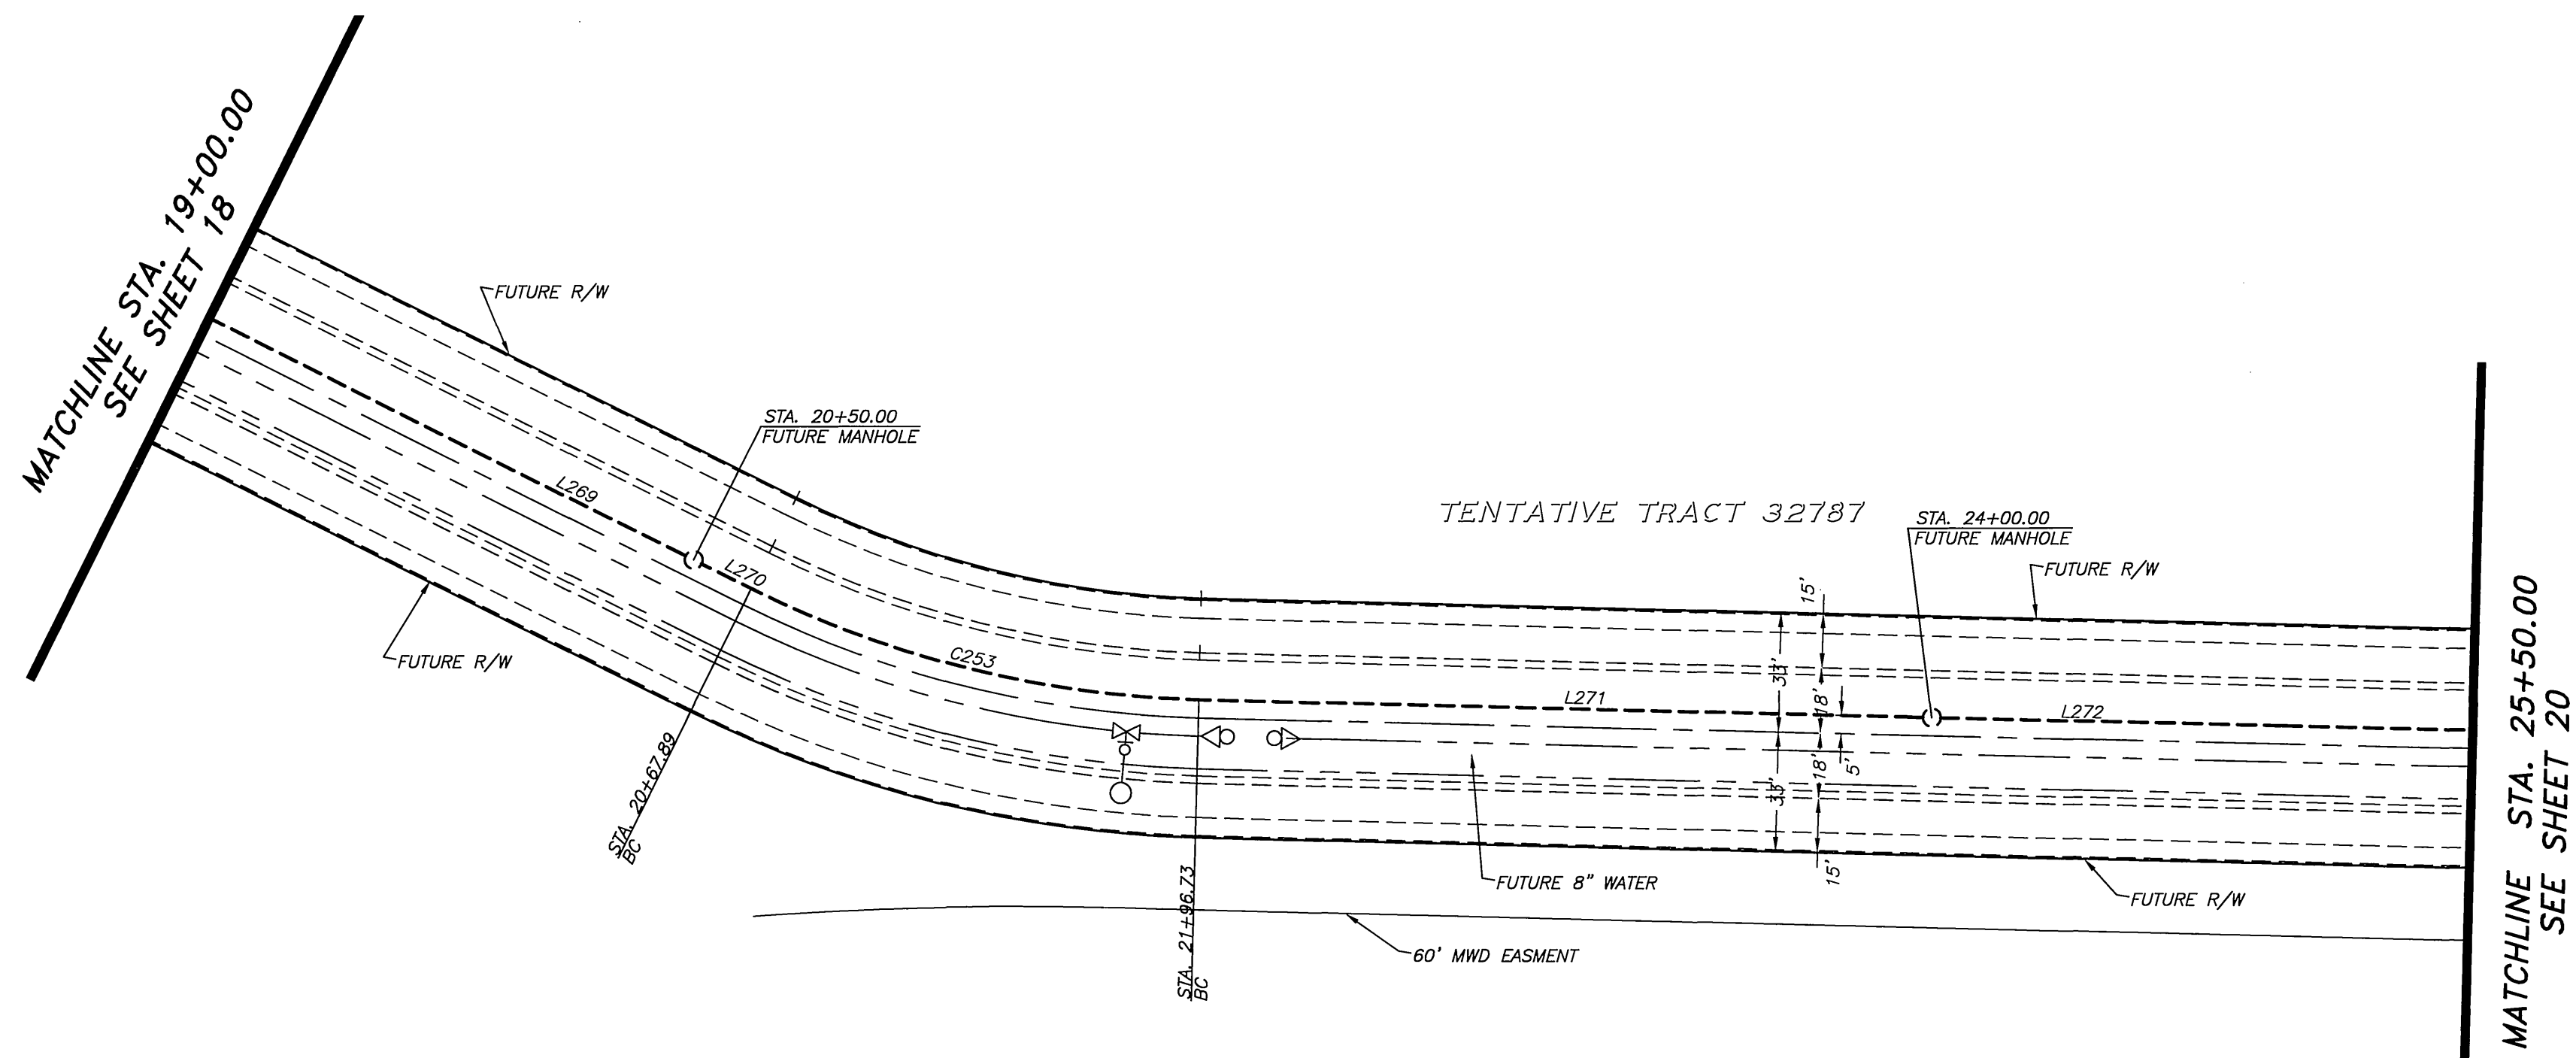 MATCHLINE STA. 19+00.00
SEE SHEET 18
FUTURE R/W
STA. 20+50.00
FUTURE MANHOLE
L269
L270
FUTURE R/W
STA. 20+67.89
BC
C253
STA. 21+96.73
BC
TENTATIVE TRACT 32787
STA. 24+00.00
FUTURE MANHOLE
FUTURE R/W
L271
L272
15'
33'
18'
18'
5'
33'
15'
FUTURE 8" WATER
FUTURE R/W
60' MWD EASMENT
MATCHLINE STA. 25+50.00
SEE SHEET 20